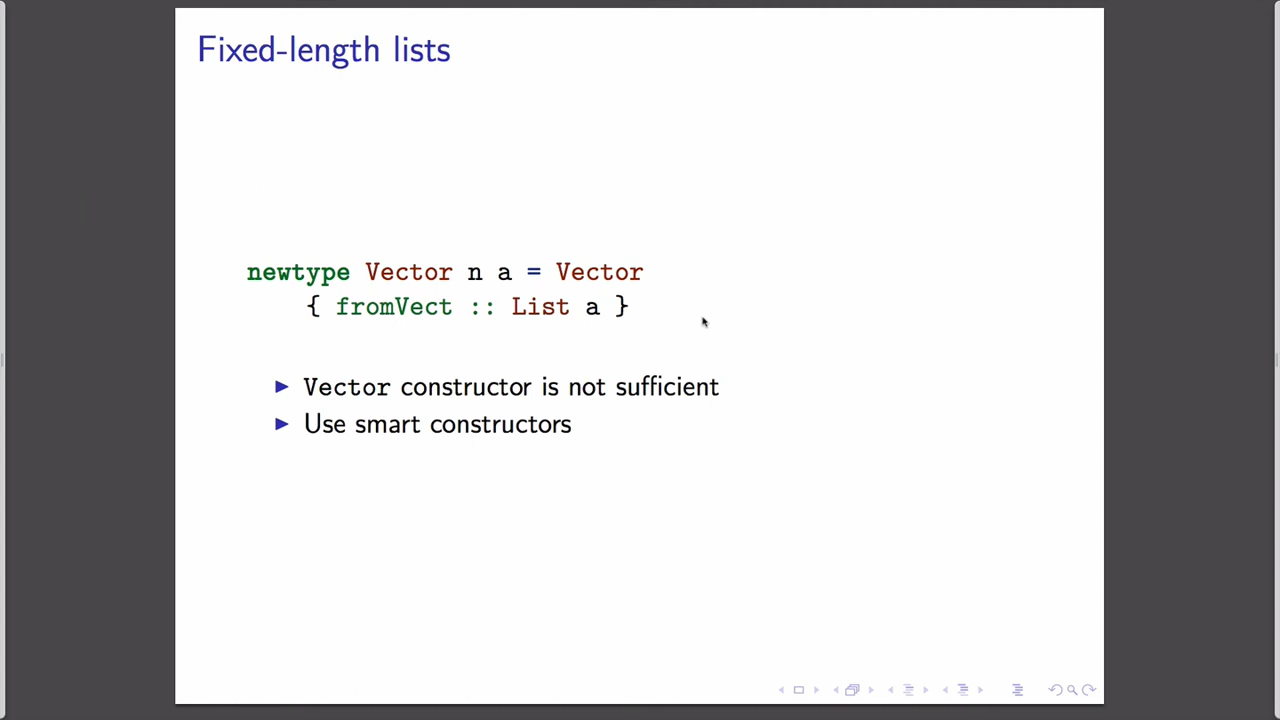 Fixed-length lists
newtype Vector n a = Vector
{ fromVect :: List a }
Vector constructor is not sufficient
Use smart constructors